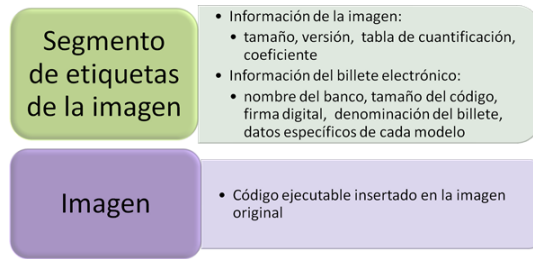 Segmento
de etiquetas
de la imagen
• Información de la imagen:
• tamaño, versión, tabla de cuantificación,
coeficiente
• Información del billete electrónico:
• nombre del banco, tamaño del código,
firma digital, denominación del billete,
datos específicos de cada modelo
Imagen
• Código ejecutable insertado en la imagen
original